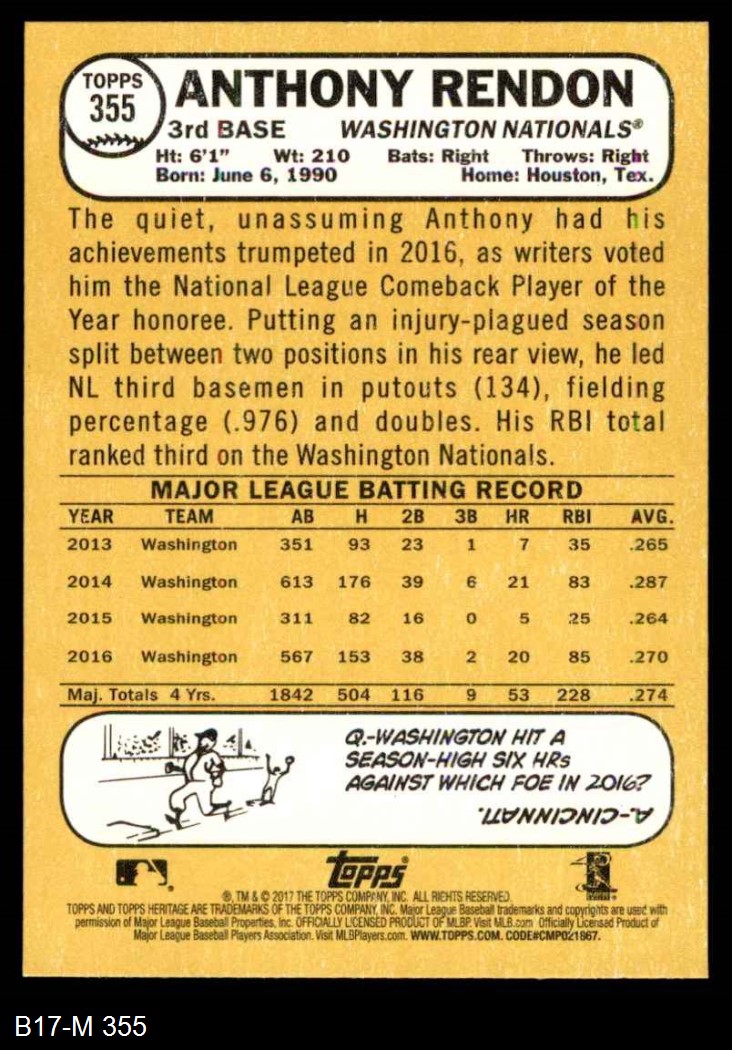 TOPPS
355
ANTHONY RENDON
3rd BASE WASHINGTON NATIONALS®
Ht: 6'1" Wt: 210 Bats: Right Throws: Right
Born: June 6, 1990 Home: Houston, Tex.
The quiet, unassuming Anthony had his
achievements trumpeted in 2016, as writers voted
him the National League Comeback Player of the
Year honoree. Putting an injury-plagued season
split between two positions in his rear view, he led
NL third basemen in putouts (134), fielding
percentage (.976) and doubles. His RBI total
ranked third on the Washington Nationals.
MAJOR LEAGUE BATTING RECORD
YEAR TEAM AB H 2B 3B HR RBI AVG.
2013 Washington 351 93 23 1 7 35 .265
2014 Washington 613 176 39 6 21 83 .287
2015 Washington 311 82 16 0 5 25 .264
2016 Washington 567 153 38 2 20 85 .270
Maj. Totals 4 Yrs. 1842 504 116 9 53 228 .274
Q.-WASHINGTON HIT A
SEASON-HIGH SIX HRs
AGAINST WHICH FOE IN 2016?
A.-CINCINNATI.
Topps®
®, TM & © 2017 THE TOPPS COMPANY, INC. ALL RIGHTS RESERVED.
TOPPS AND TOPPS HERITAGE ARE TRADEMARKS OF THE TOPPS COMPANY, INC. Major League Baseball trademarks and copyrights are used with
permission of Major League Baseball Properties, Inc. OFFICIALLY LICENSED PRODUCT OF MLBP. Visit MLB.com Officially Licensed Product of
Major League Baseball Players Association. Visit MLBPlayers.com. WWW.TOPPS.COM. CODE#CMP021867.
B17-M 355